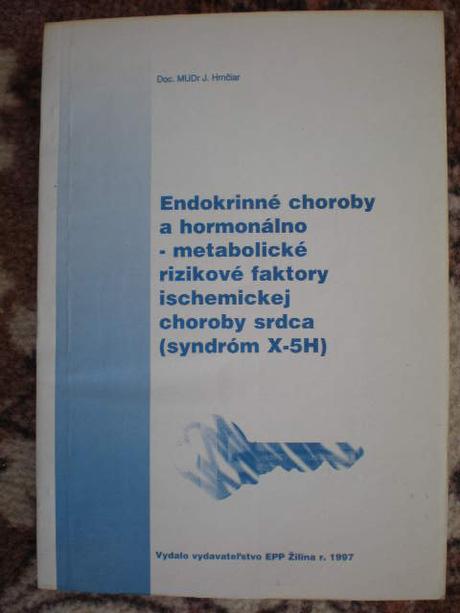 Doc. MUDr J. Hrnčiar
Endokrinné choroby
a hormonálno
- metabolické
rizikové faktory
ischemickej
choroby srdca
(syndróm X-5H)
Vydalo vydavateľstvo EPP Žilina r. 1997